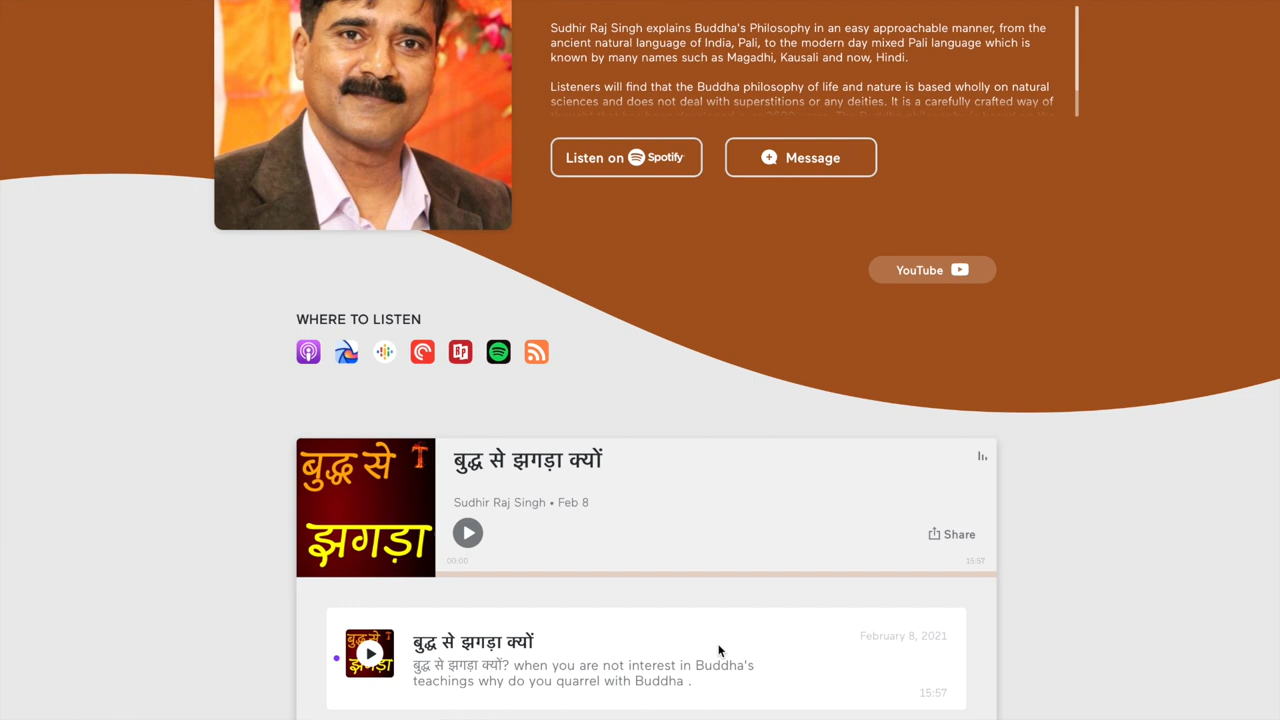 Sudhir Raj Singh explains Buddha's Philosophy in an easy approachable manner, from the
ancient natural language of India, Pali, to the modern day mixed Pali language which is
known by many names such as Magadhi, Kausali and now, Hindi.
Listeners will find that the Buddha philosophy of life and nature is based wholly on natural
sciences and does not deal with superstitions or any deities. It is a carefully crafted way of
Listen on Spotify
Message
YouTube
WHERE TO LISTEN
बुद्ध से T
झगड़ा
बुद्ध से झगड़ा क्यों
Sudhir Raj Singh • Feb 8
Share
00:00
15:57
बुद्ध से T
झगड़ा
बुद्ध से झगड़ा क्यों
February 8, 2021
बुद्ध से झगड़ा क्यों? when you are not interest in Buddha's
teachings why do you quarrel with Buddha .
15:57